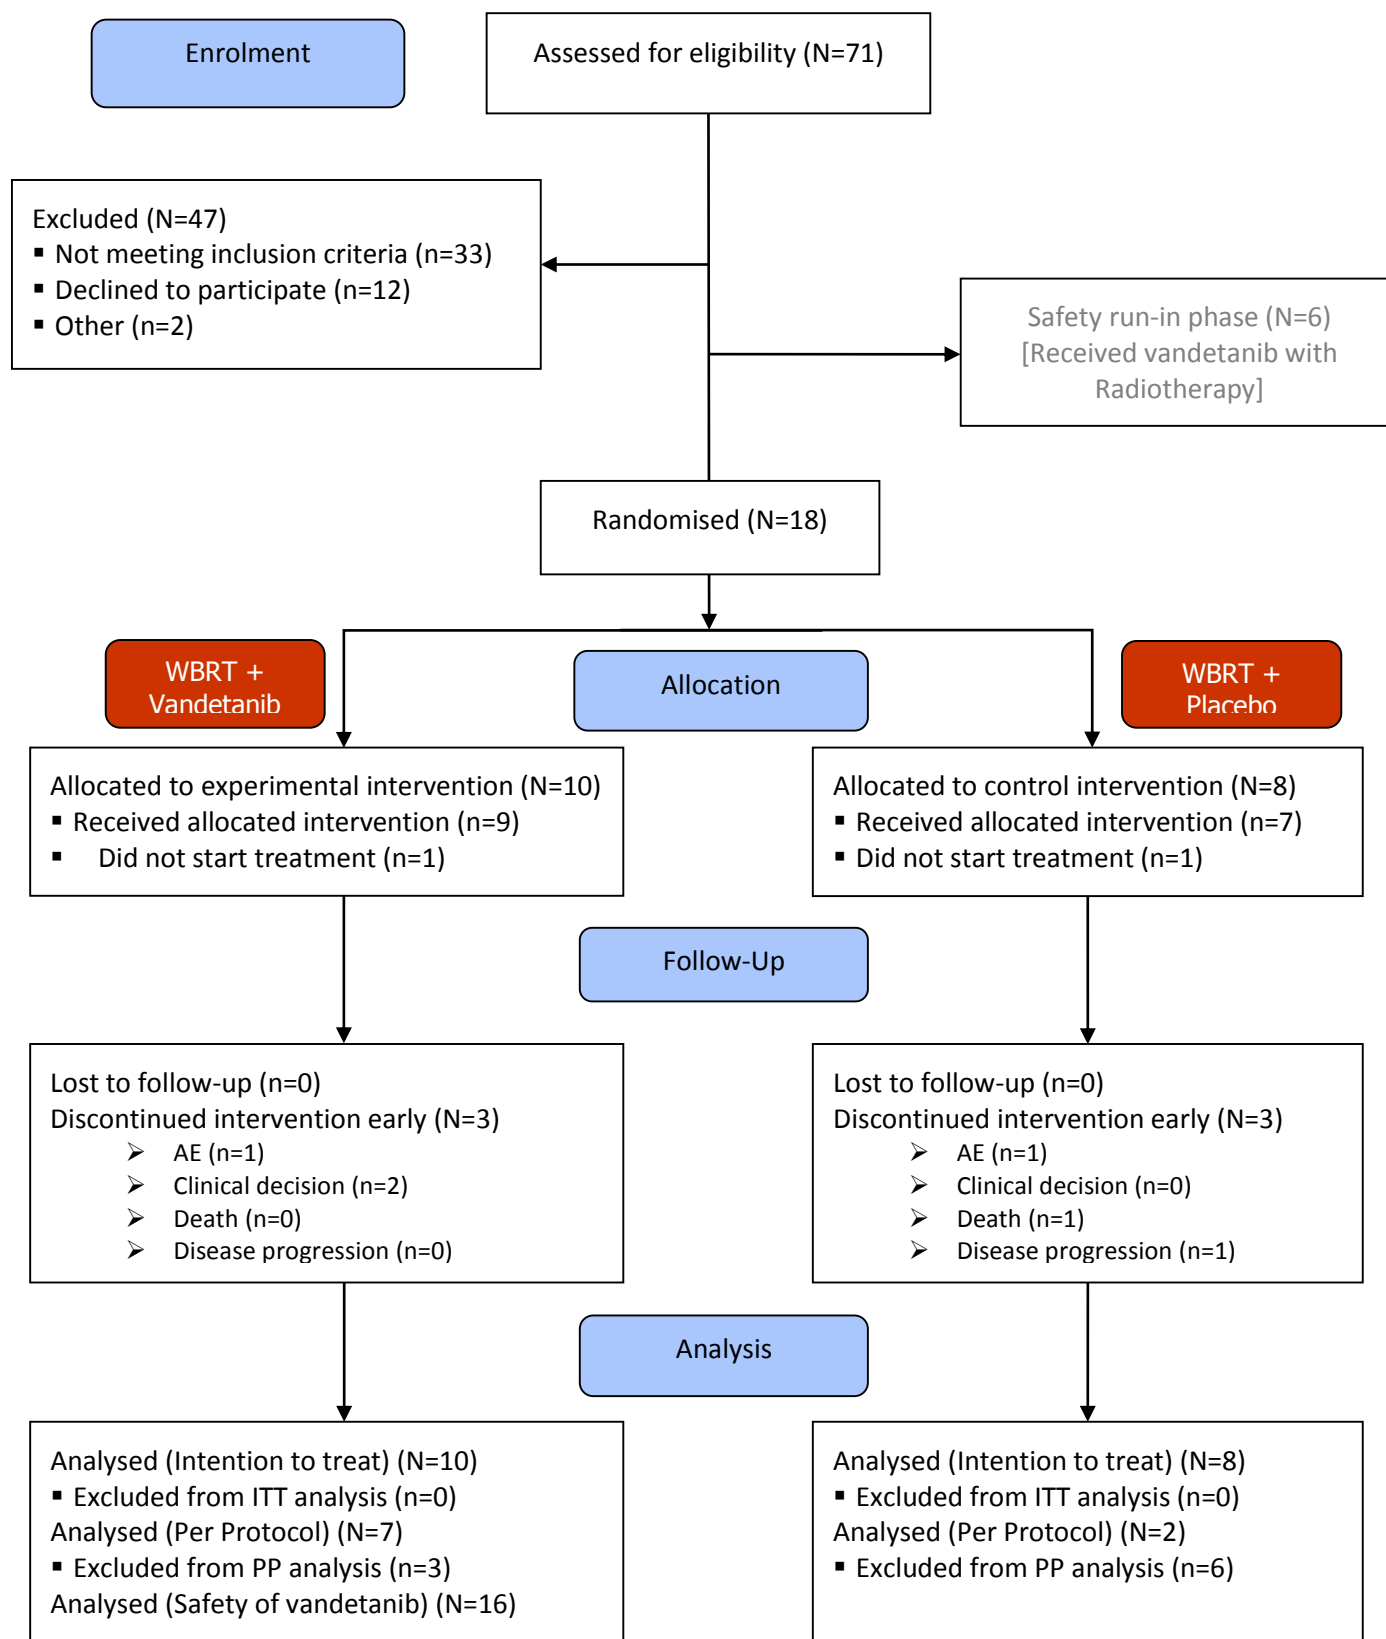 Enrolment
Assessed for eligibility (N=71)
Excluded (N=47)
▪ Not meeting inclusion criteria (n=33)
▪ Declined to participate (n=12)
▪ Other (n=2)
Safety run-in phase (N=6)
[Received vandetanib with
Radiotherapy]
Randomised (N=18)
WBRT +
Vandetanib
Allocation
WBRT +
Placebo
Allocated to experimental intervention (N=10)
▪ Received allocated intervention (n=9)
▪ Did not start treatment (n=1)
Allocated to control intervention (N=8)
▪ Received allocated intervention (n=7)
▪ Did not start treatment (n=1)
Follow-Up
Lost to follow-up (n=0)
Discontinued intervention early (N=3)
➢ AE (n=1)
➢ Clinical decision (n=2)
➢ Death (n=0)
➢ Disease progression (n=0)
Lost to follow-up (n=0)
Discontinued intervention early (N=3)
➢ AE (n=1)
➢ Clinical decision (n=0)
➢ Death (n=1)
➢ Disease progression (n=1)
Analysis
Analysed (Intention to treat) (N=10)
▪ Excluded from ITT analysis (n=0)
Analysed (Per Protocol) (N=7)
▪ Excluded from PP analysis (n=3)
Analysed (Safety of vandetanib) (N=16)
Analysed (Intention to treat) (N=8)
▪ Excluded from ITT analysis (n=0)
Analysed (Per Protocol) (N=2)
▪ Excluded from PP analysis (n=6)